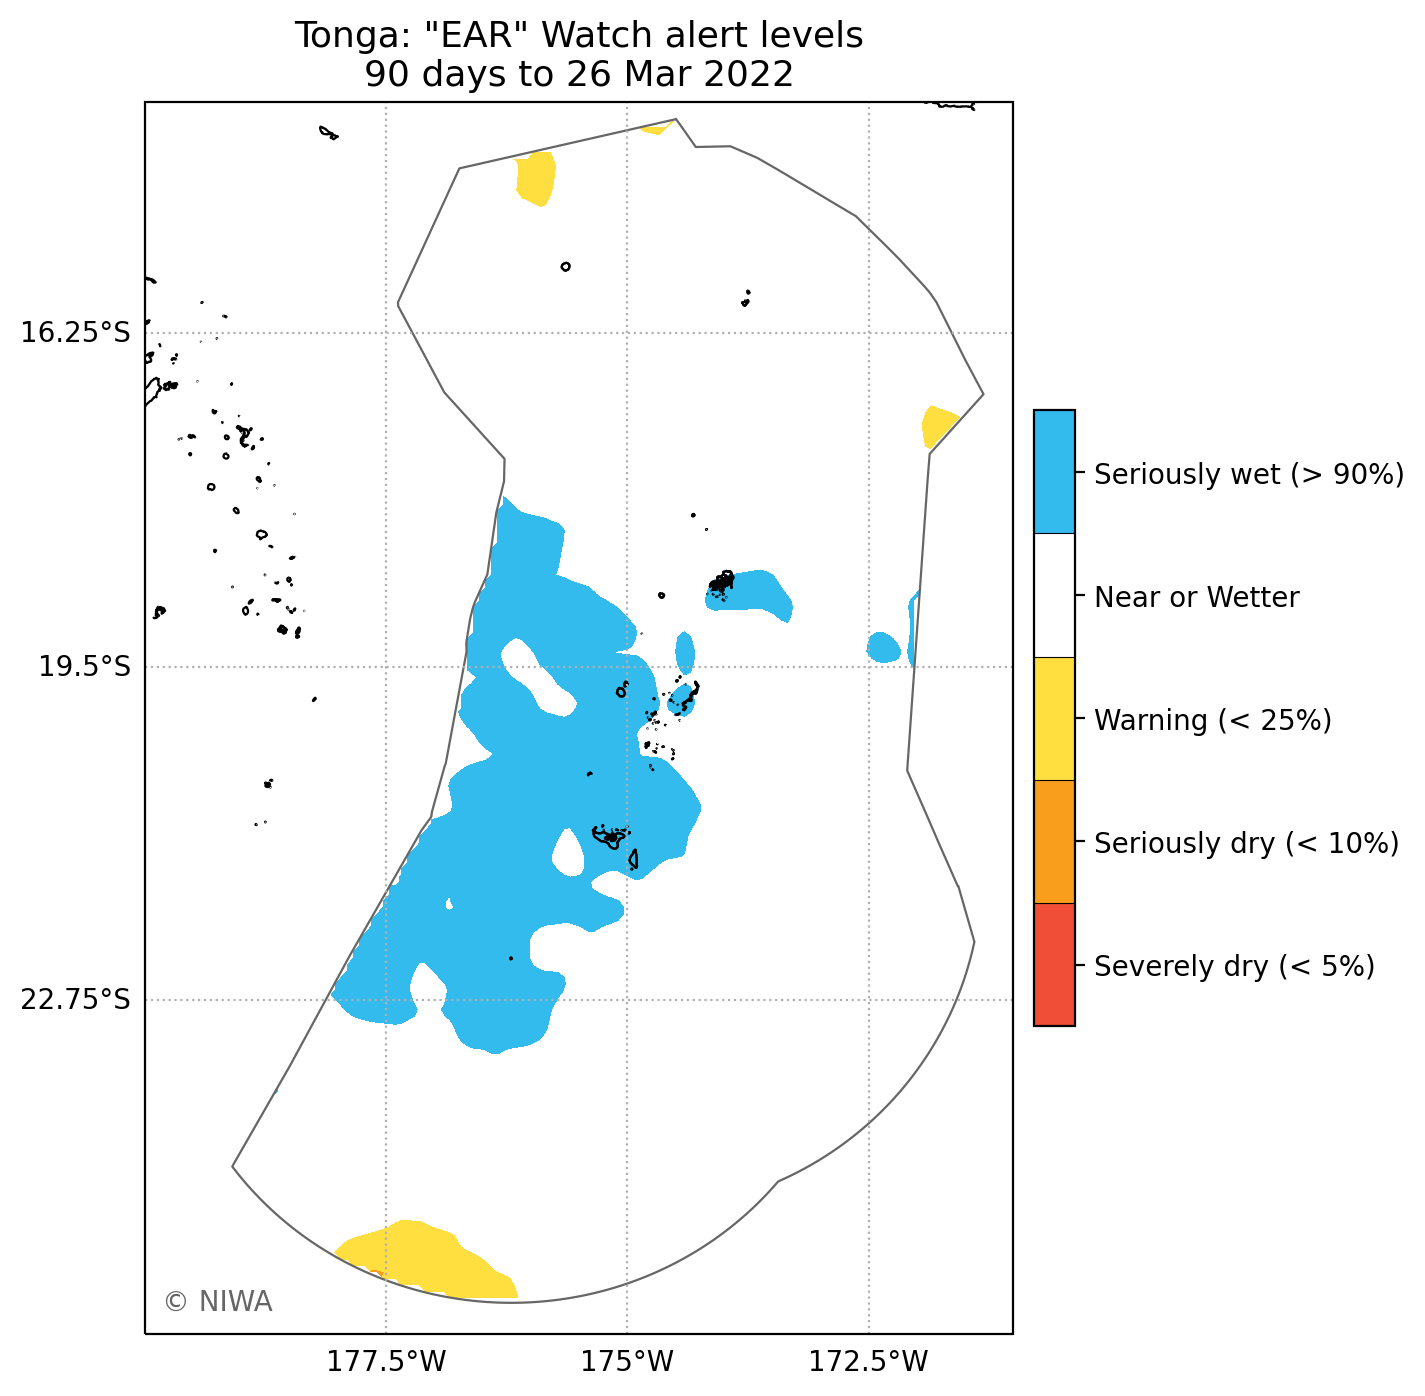 Tonga: "EAR" Watch alert levels
90 days to 26 Mar 2022
16.25°S
19.5°S
22.75°S
177.5°W
175°W
172.5°W
Seriously wet (> 90%)
Near or Wetter
Warning (< 25%)
Seriously dry (< 10%)
Severely dry (< 5%)
© NIWA